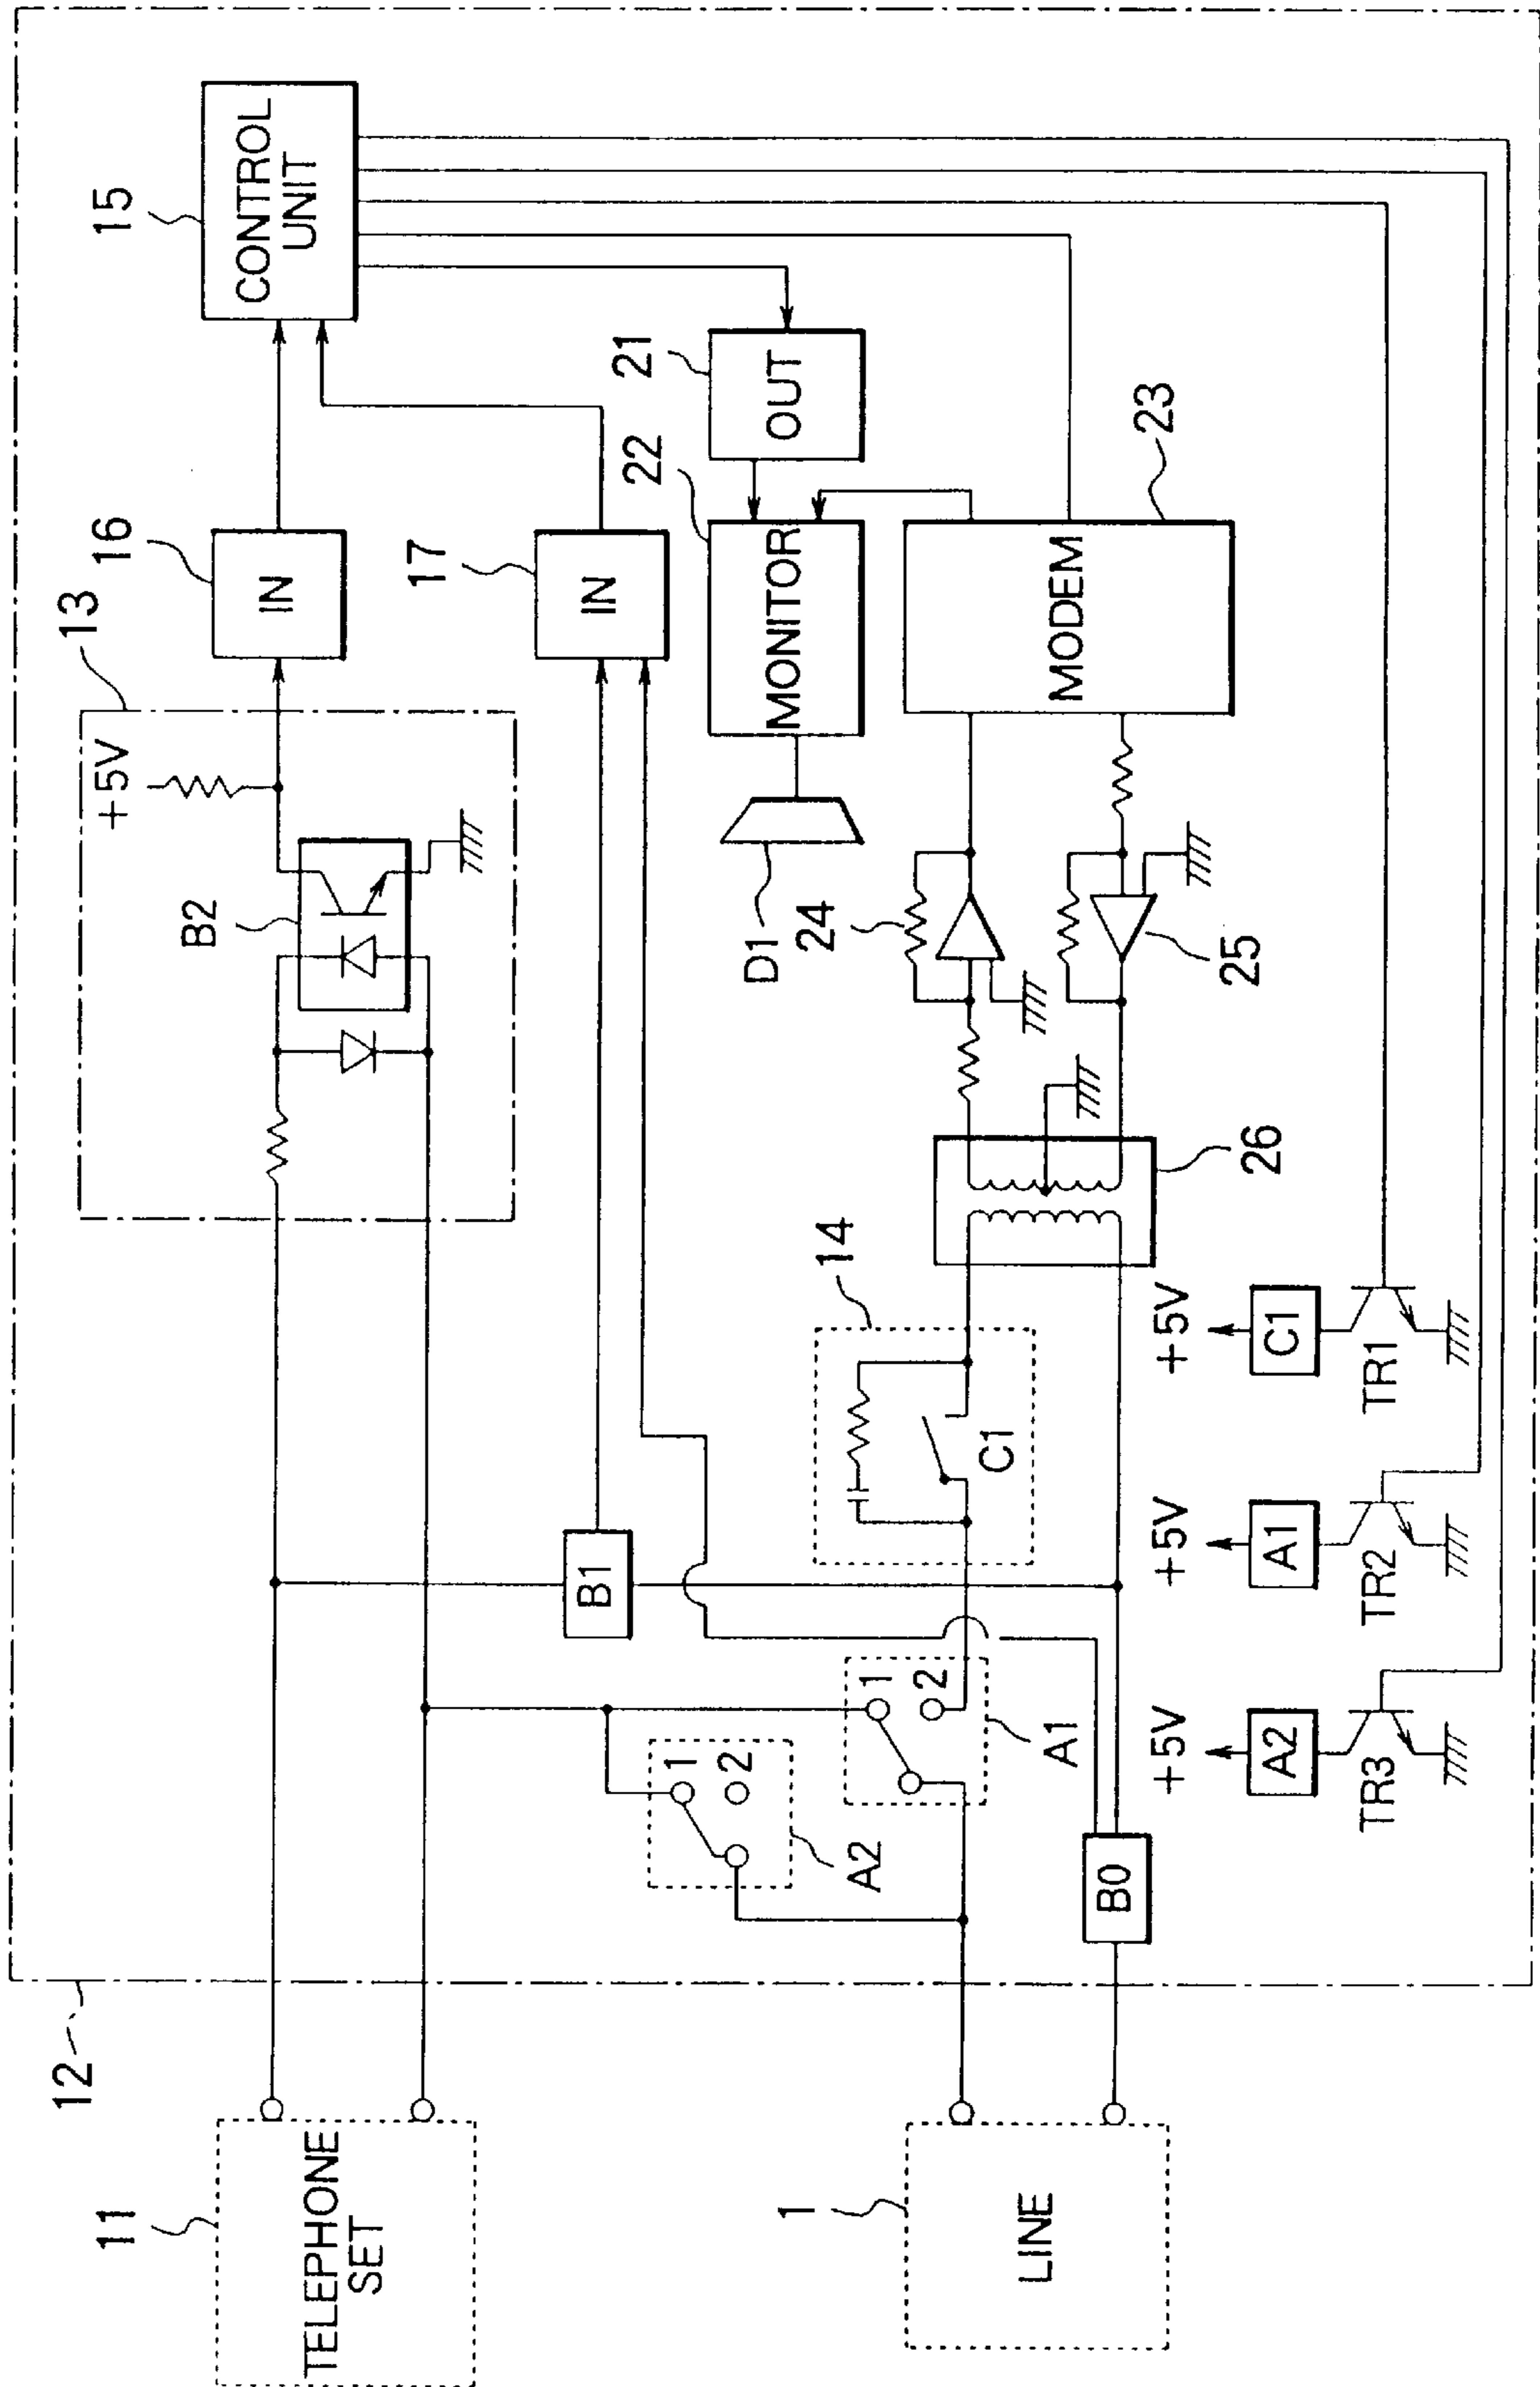 15
CONTROL
UNIT
13
16
IN
+5V
B2
17
IN
21
OUT
22
MONITOR
D1
23
MODEM
24
25
26
14
C1
B1
1
2
A2
1
2
A1
B0
12
11
TELEPHONE
SET
1
LINE
+5V
A2
TR3
+5V
A1
TR2
+5V
C1
TR1